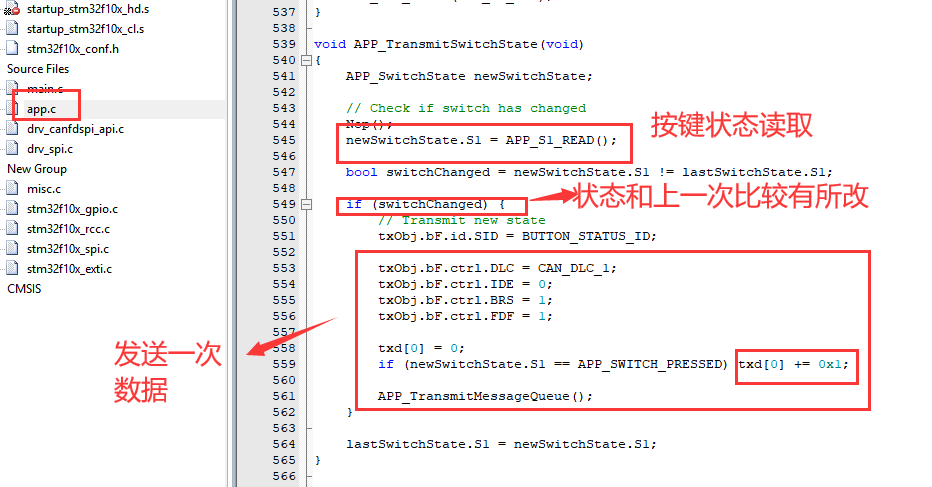 startup_stm32f10x_hd.s
startup_stm32f10x_cl.s
stm32f10x_conf.h
Source Files
main.c
app.c
drv_canfdspi_api.c
drv_spi.c
New Group
misc.c
stm32f10x_gpio.c
stm32f10x_rcc.c
stm32f10x_spi.c
stm32f10x_exti.c
CMSIS
537 }
538
539 void APP_TransmitSwitchState(void)
540 {
541 APP_SwitchState newSwitchState;
542
543 // Check if switch has changed
544 Nop();
545 newSwitchState.S1 = APP_S1_READ();
546
547 bool switchChanged = newSwitchState.S1 != lastSwitchState.S1;
548
549 if (switchChanged) {
550 // Transmit new state
551 txObj.bF.id.SID = BUTTON_STATUS_ID;
552
553 txObj.bF.ctrl.DLC = CAN_DLC_1;
554 txObj.bF.ctrl.IDE = 0;
555 txObj.bF.ctrl.BRS = 1;
556 txObj.bF.ctrl.FDF = 1;
557
558 txd[0] = 0;
559 if (newSwitchState.S1 == APP_SWITCH_PRESSED) txd[0] += 0x1;
560
561 APP_TransmitMessageQueue();
562 }
563
564 lastSwitchState.S1 = newSwitchState.S1;
565 }
566
按键状态读取
状态和上一次比较有所改
发送一次
数据